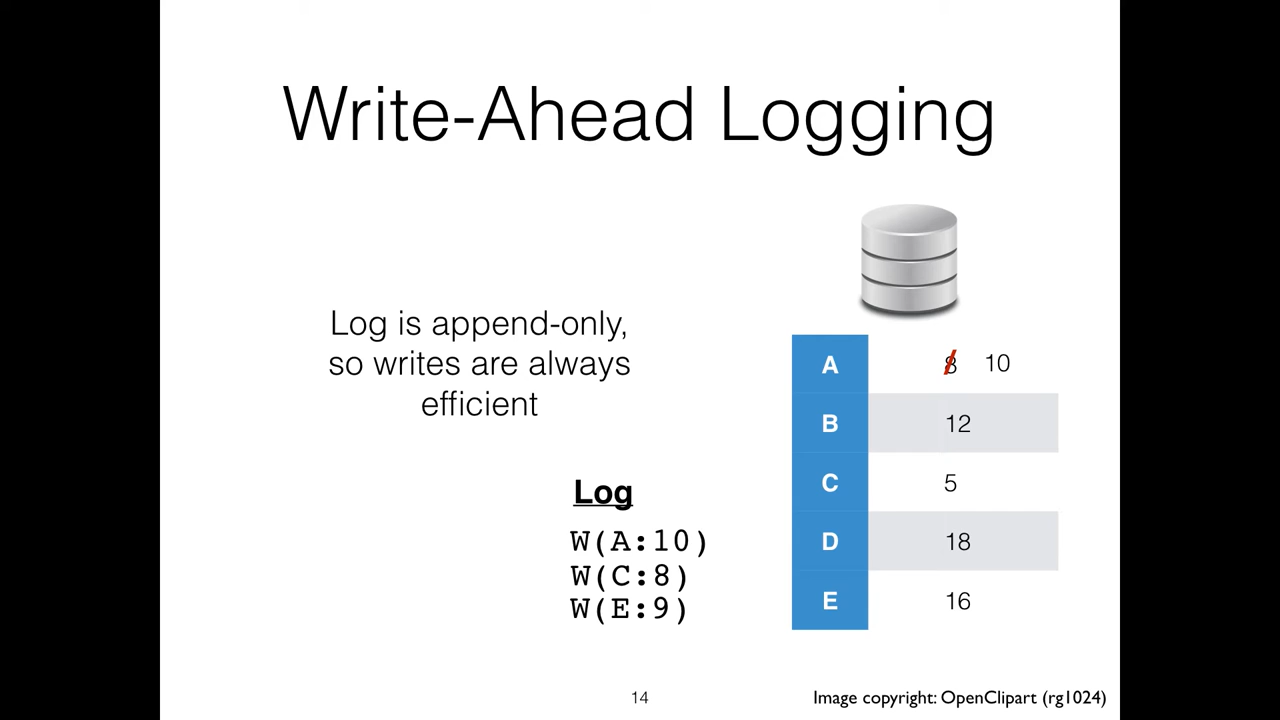 Write-Ahead Logging
Log is append-only,
so writes are always
efficient
Log
W(A:10)
W(C:8)
W(E:9)
A 8 10
B 12
C 5
D 18
E 16
14
Image copyright: OpenClipart (rg1024)